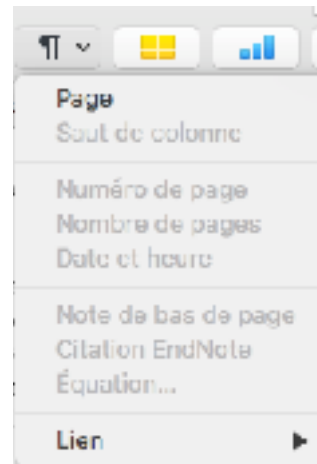 Page
Saut de colonne
Numéro de page
Nombre de pages
Date et heure
Note de bas de page
Citation EndNote
Équation...
Lien